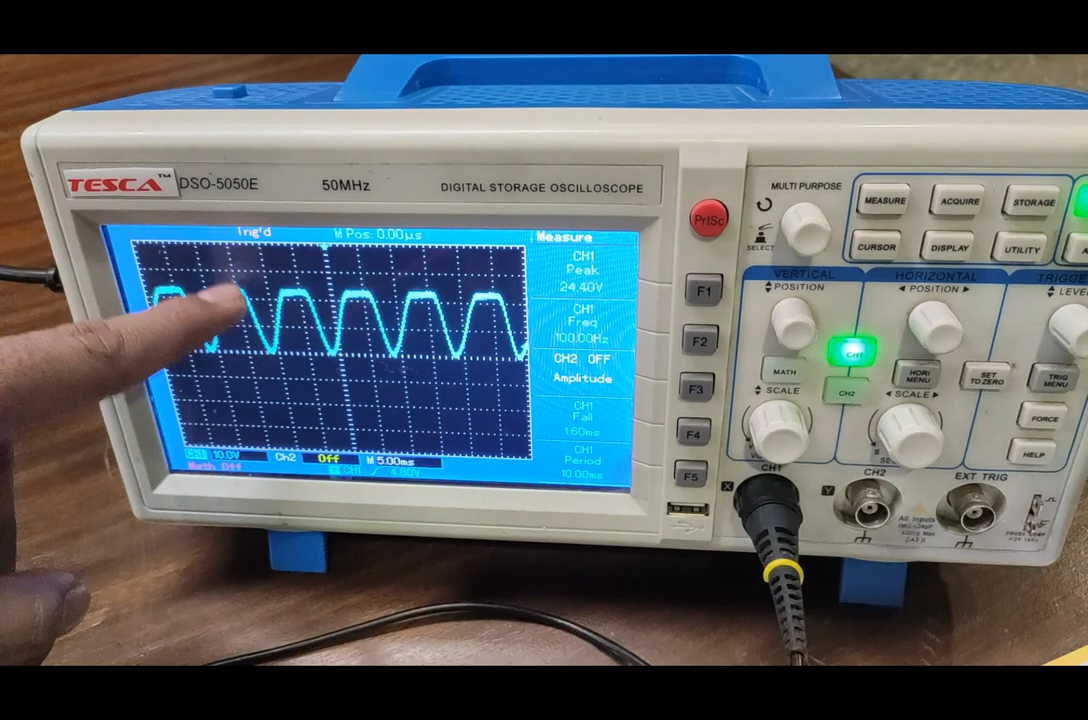 TESCA™
DSO-5050E
50MHz
DIGITAL STORAGE OSCILLOSCOPE
Trig'd
M Pos: 0.00µs
Measure
CH1
Peak
24.40V
CH1
Freq
100.00Hz
CH2 OFF
Amplitude
CH1
Fall
1.60ms
CH1
Period
10.00ms
CH1 10.0V
Ch2 Off
M 5.00ms
CH1 / 4.80V
Math Off
PrtSc
F1
F2
F3
F4
F5
MULTI PURPOSE
SELECT
MEASURE
ACQUIRE
STORAGE
CURSOR
DISPLAY
UTILITY
VERTICAL
HORIZONTAL
POSITION
◄ POSITION ►
LEVEL
CH1
MATH
CH2
HORI
MENU
SET
TO ZERO
TRIG
MENU
SCALE
◄ SCALE ►
FORCE
HELP
CH1
CH2
EXT TRIG
X
Y
All Inputs